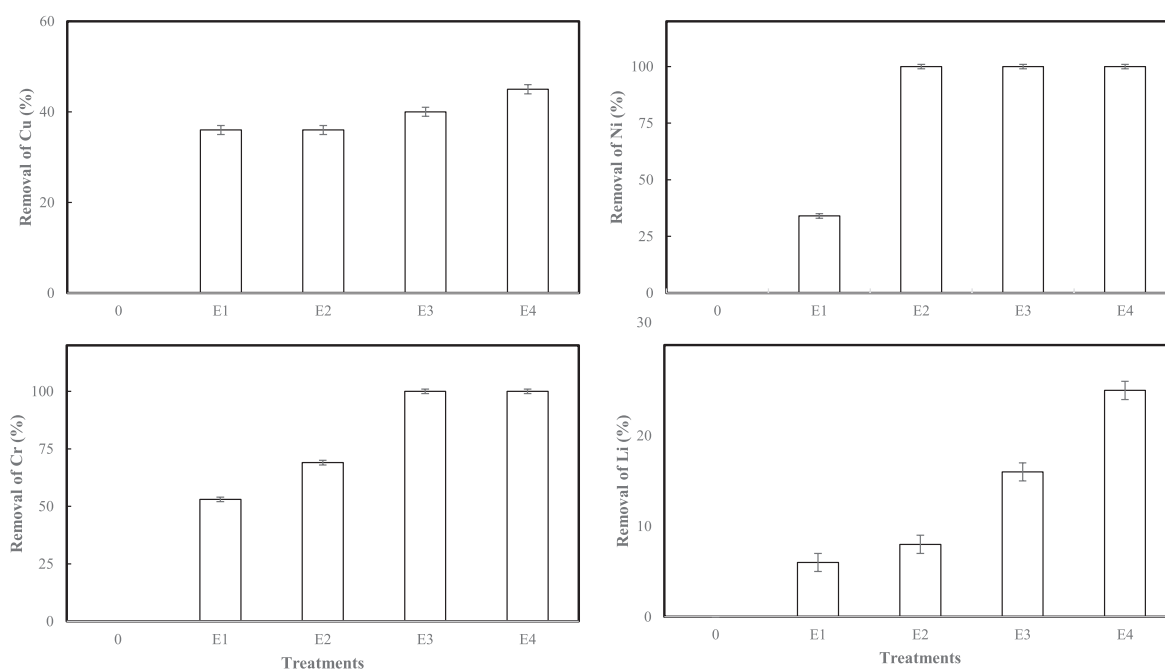 Removal of Cu (%)
60
40
20
0
0 E1 E2 E3 E4
Removal of Ni (%)
100
75
50
25
0
0 E1 E2 E3 E4
Removal of Cr (%)
100
75
50
25
0
0 E1 E2 E3 E4
Treatments
Removal of Li (%)
30
20
10
0
0 E1 E2 E3 E4
Treatments